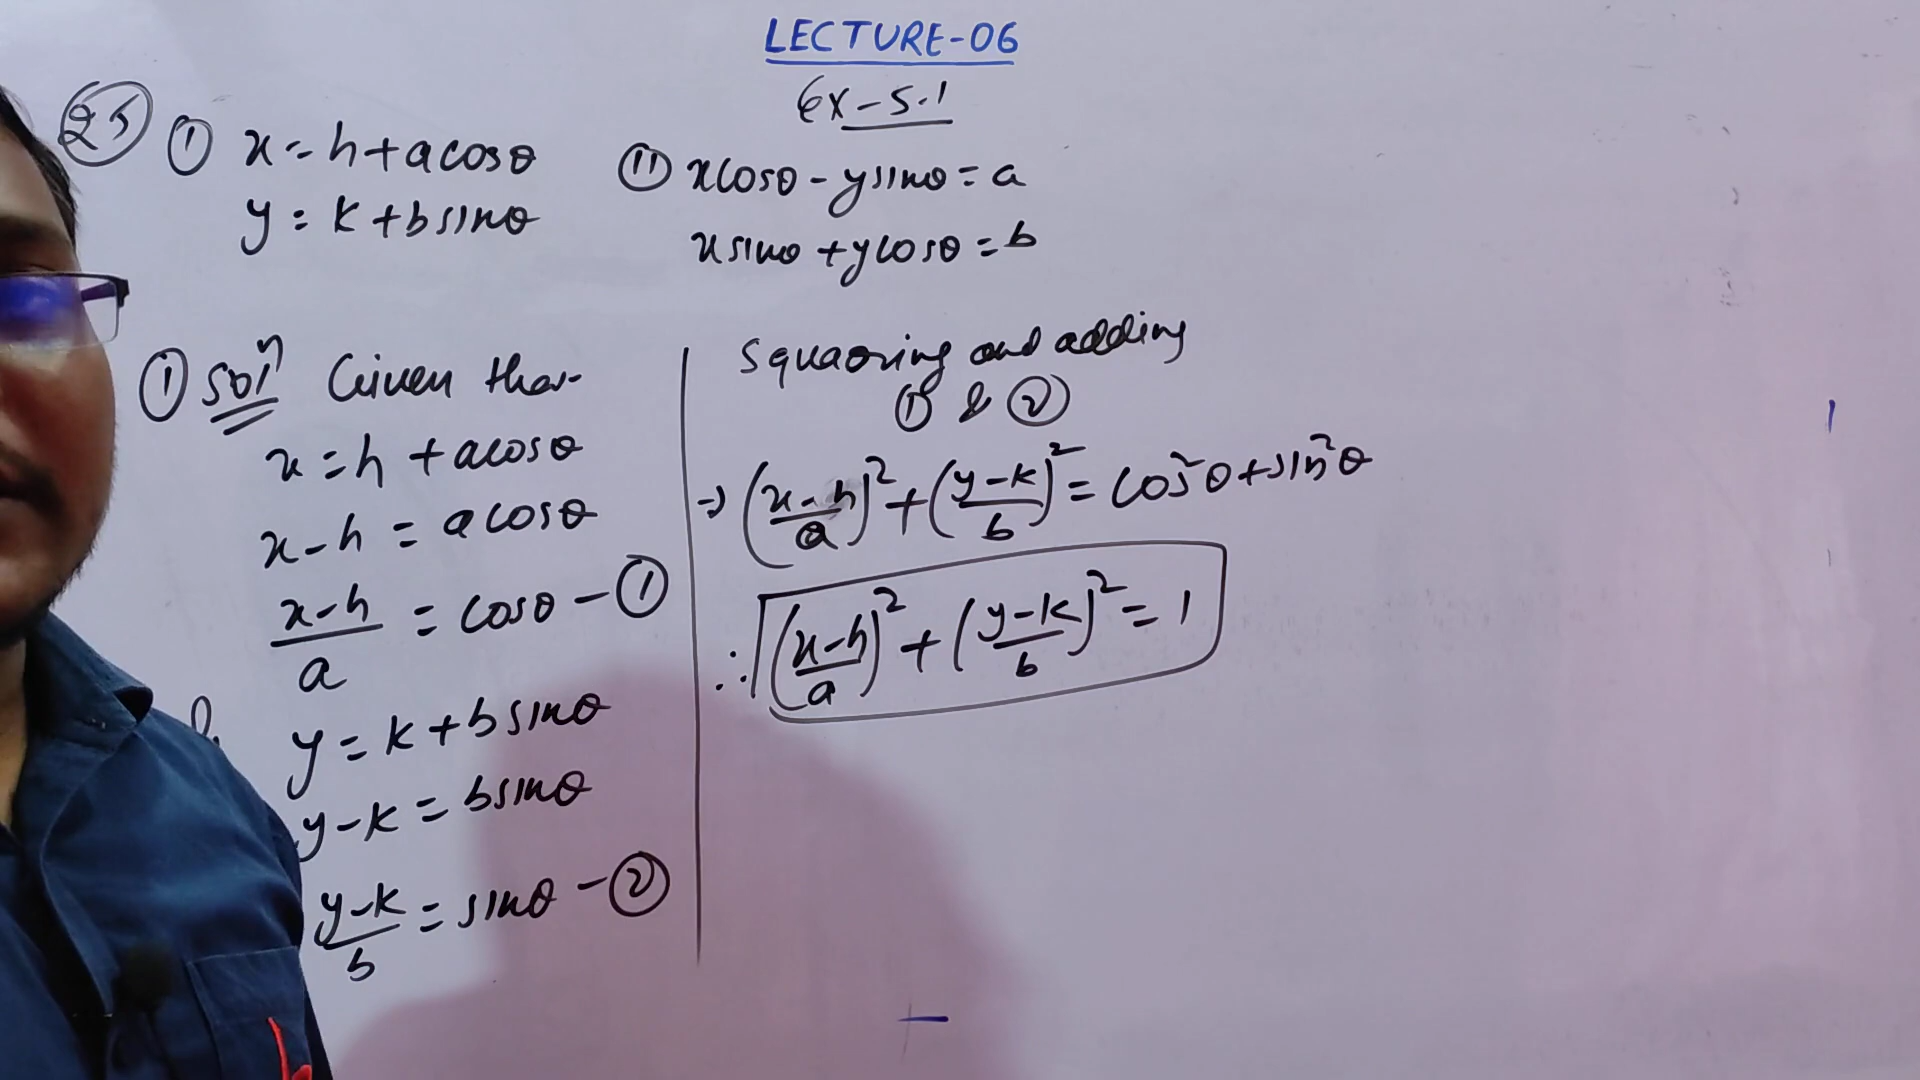 LECTURE-06
Ex-5.1
25 (i) x = h + a cosθ
y = k + b sinθ
(ii) x cosθ - y sinθ = a
x sinθ + y cosθ = b
(i) Solⁿ Given that
x = h + a cosθ
x - h = a cosθ
(x-h)/a = cosθ - ①
y = k + b sinθ
y - k = b sinθ
(y-k)/b = sinθ - ②
Squaring and adding
① & ②
⇒ ((x-h)/a)² + ((y-k)/b)² = cos²θ + sin²θ
∴ ((x-h)/a)² + ((y-k)/b)² = 1